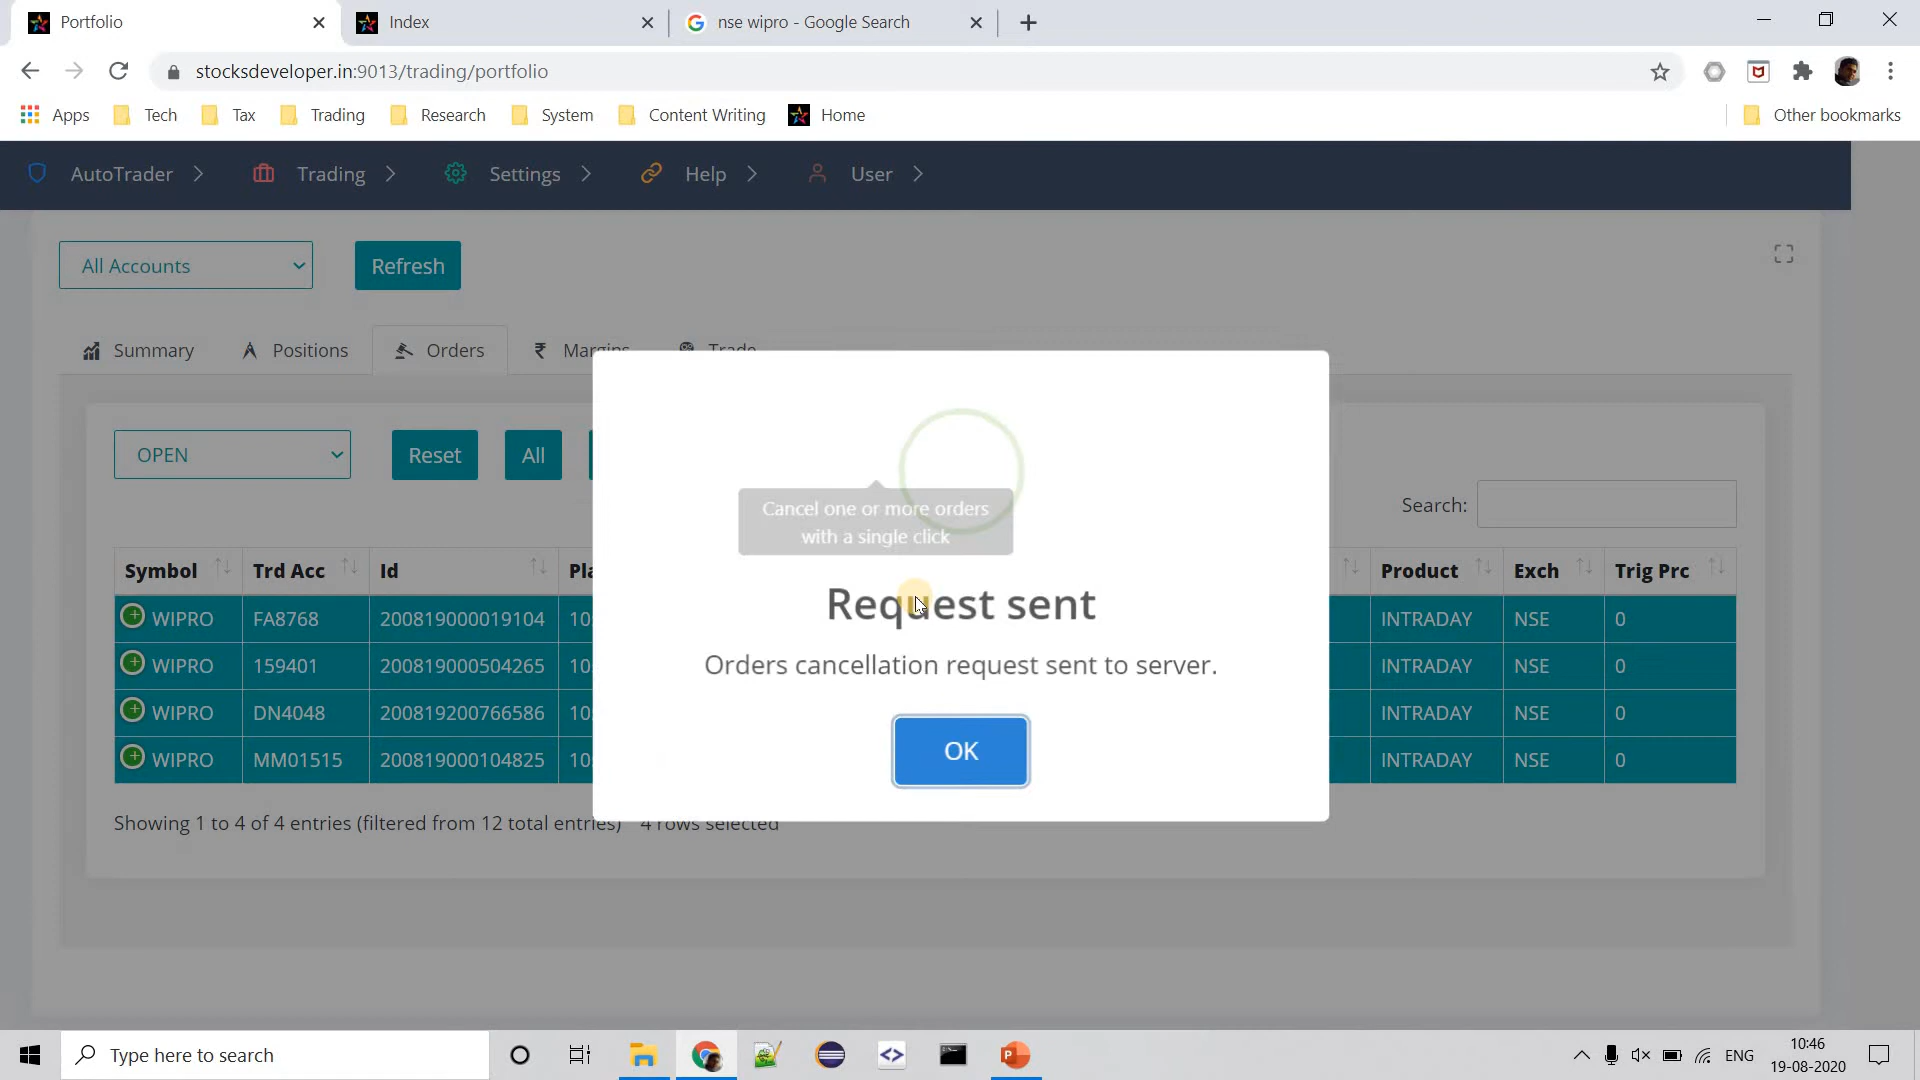 Portfolio
Index
nse wipro - Google Search
stocksdeveloper.in:9013/trading/portfolio
Apps
Tech
Tax
Trading
Research
System
Content Writing
Home
Other bookmarks
AutoTrader
Trading
Settings
Help
User
All Accounts
Refresh
Summary
Positions
Orders
Margins
Trade
OPEN
Reset
All
Search:
Cancel one or more orders
with a single click
Symbol Trd Acc Id Product Exch Trig Prc
WIPRO FA8768 200819000019104 INTRADAY NSE 0
WIPRO 159401 200819000504265 INTRADAY NSE 0
WIPRO DN4048 200819200766586 INTRADAY NSE 0
WIPRO MM01515 200819000104825 INTRADAY NSE 0
Request sent
Orders cancellation request sent to server.
OK
Showing 1 to 4 of 4 entries (filtered from 12 total entries) 4 rows selected
Type here to search
ENG
10:46
19-08-2020